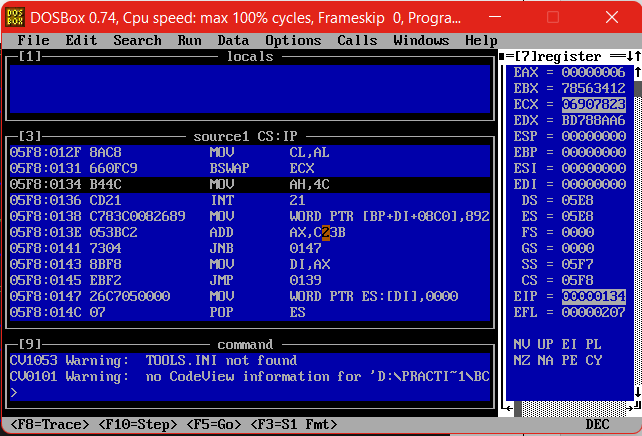 DOSBox 0.74, Cpu speed: max 100% cycles, Frameskip 0, Progra...
File Edit Search Run Data Options Calls Windows Help
[1] locals
[3] source1 CS:IP
05F8:012F 8AC8 MOV CL,AL
05F8:0131 660FC9 BSWAP ECX
05F8:0134 B44C MOV AH,4C
05F8:0136 CD21 INT 21
05F8:0138 C783C0082689 MOV WORD PTR [BP+DI+08C0],892
05F8:013E 053BC2 ADD AX,C23B
05F8:0141 7304 JNB 0147
05F8:0143 8BF8 MOV DI,AX
05F8:0145 EBF2 JMP 0139
05F8:0147 26C7050000 MOV WORD PTR ES:[DI],0000
05F8:014C 07 POP ES
[9] command
CV1053 Warning: TOOLS.INI not found
CV0101 Warning: no CodeView information for 'D:\PRACTI~1\BC
>
[7]register
EAX = 00000006
EBX = 78563412
ECX = 06907823
EDX = BD788AA6
ESP = 00000000
EBP = 00000000
ESI = 00000000
EDI = 00000000
DS = 05E8
ES = 05E8
FS = 0000
GS = 0000
SS = 05F7
CS = 05F8
EIP = 00000134
EFL = 00000207
NV UP EI PL
NZ NA PE CY
<F8=Trace> <F10=Step> <F5=Go> <F3=S1 Fmt> DEC